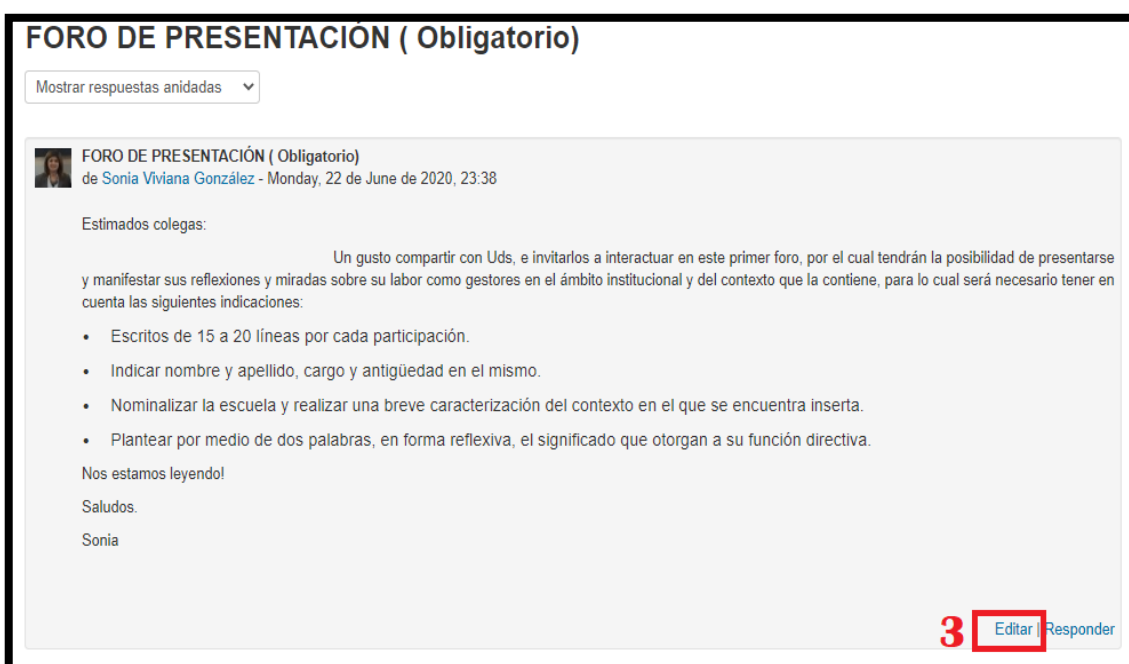 FORO DE PRESENTACIÓN ( Obligatorio)
Mostrar respuestas anidadas
FORO DE PRESENTACIÓN ( Obligatorio)
de Sonia Viviana González - Monday, 22 de June de 2020, 23:38
Estimados colegas:
Un gusto compartir con Uds, e invitarlos a interactuar en este primer foro, por el cual tendrán la posibilidad de presentarse
y manifestar sus reflexiones y miradas sobre su labor como gestores en el ámbito institucional y del contexto que la contiene, para lo cual será necesario tener en
cuenta las siguientes indicaciones:
• Escritos de 15 a 20 líneas por cada participación.
• Indicar nombre y apellido, cargo y antigüedad en el mismo.
• Nominalizar la escuela y realizar una breve caracterización del contexto en el que se encuentra inserta.
• Plantear por medio de dos palabras, en forma reflexiva, el significado que otorgan a su función directiva.
Nos estamos leyendo!
Saludos.
Sonia
3 Editar | Responder